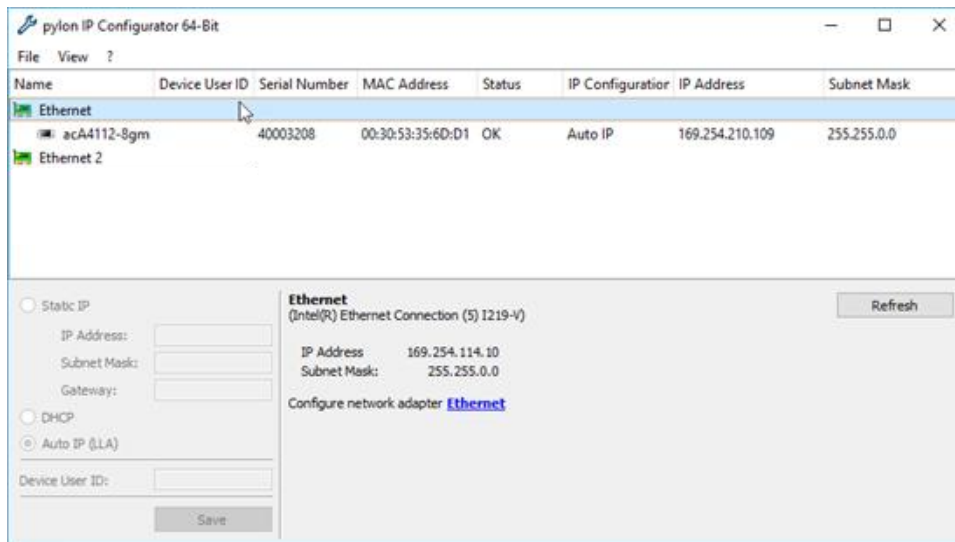 pylon IP Configurator 64-Bit
File View ?
Name Device User ID Serial Number MAC Address Status IP Configuratior IP Address Subnet Mask
Ethernet
acA4112-8gm 40003208 00:30:53:35:6D:D1 OK Auto IP 169.254.210.109 255.255.0.0
Ethernet 2
Static IP
IP Address:
Subnet Mask:
Gateway:
DHCP
Auto IP (LLA)
Device User ID:
Save
Ethernet
(Intel(R) Ethernet Connection (5) I219-V)
IP Address 169.254.114.10
Subnet Mask: 255.255.0.0
Configure network adapter Ethernet
Refresh